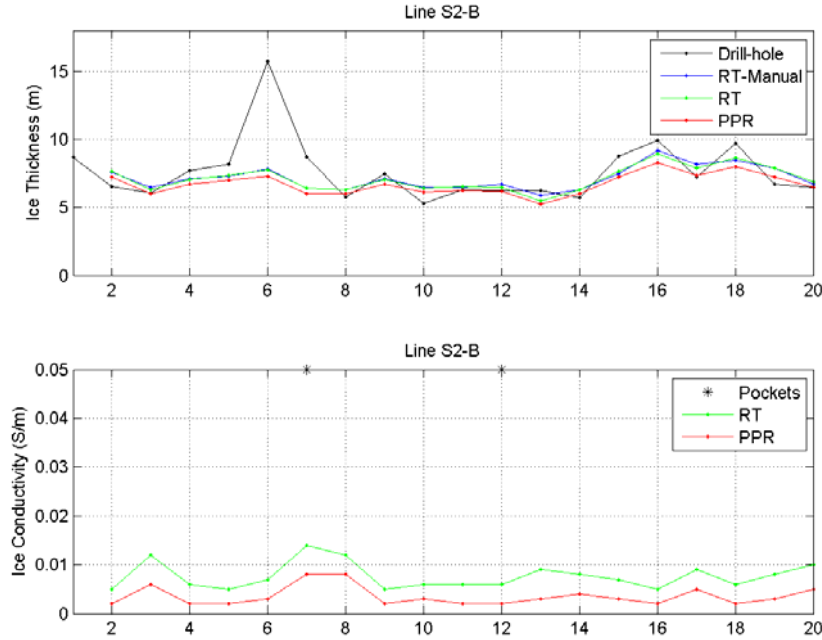 Line S2-B
Ice Thickness (m)
15
10
5
0
Drill-hole
RT-Manual
RT
PPR
2 4 6 8 10 12 14 16 18 20
Line S2-B
Ice Conductivity (S/m)
0.05
0.04
0.03
0.02
0.01
0
Pockets
RT
PPR
2 4 6 8 10 12 14 16 18 20